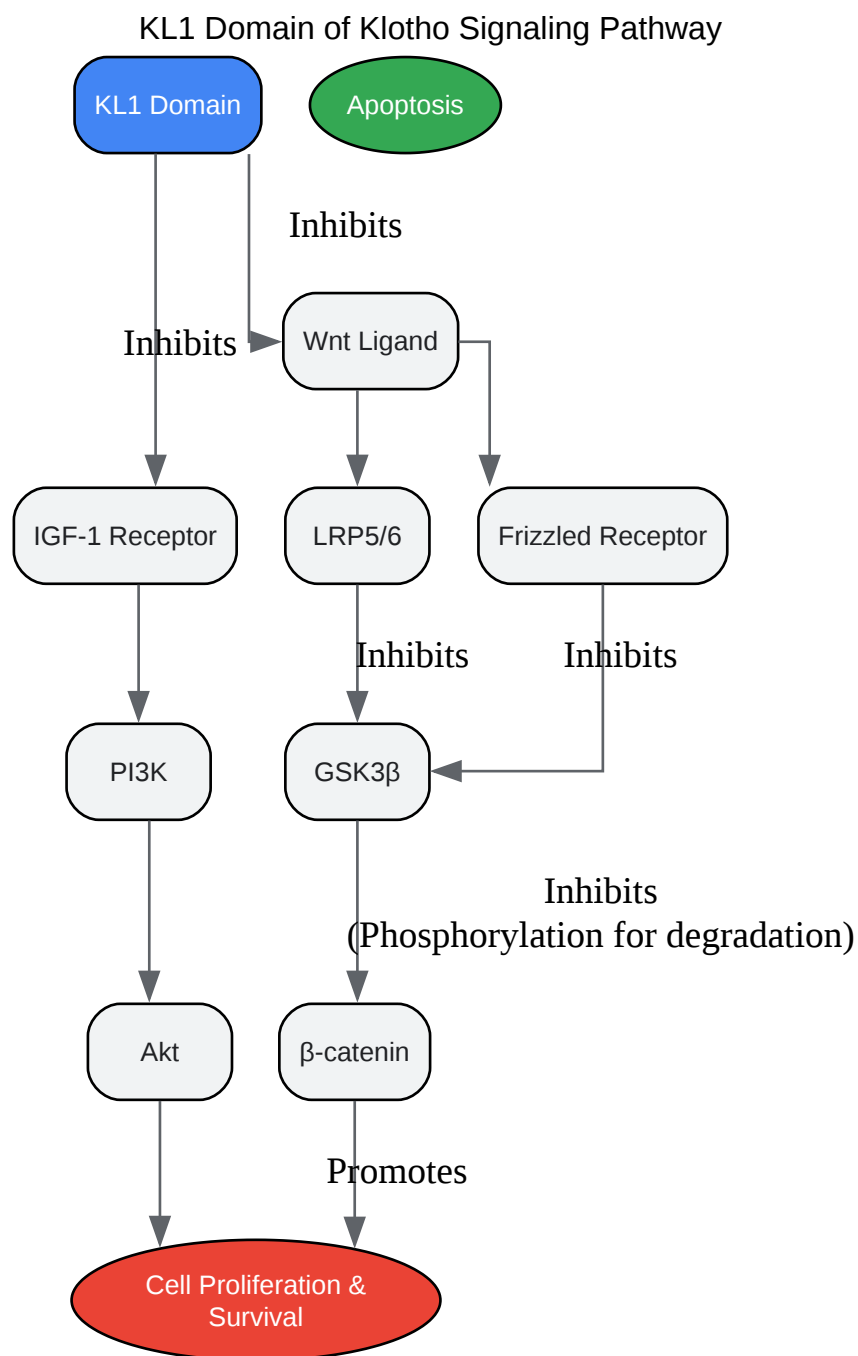 KL1 Domain of Klotho Signaling Pathway
KL1 Domain
Apoptosis
Inhibits
Inhibits
Wnt Ligand
IGF-1 Receptor
LRP5/6
Frizzled Receptor
Inhibits
Inhibits
PI3K
GSK3β
Inhibits
(Phosphorylation for degradation)
Akt
β-catenin
Promotes
Cell Proliferation &
Survival